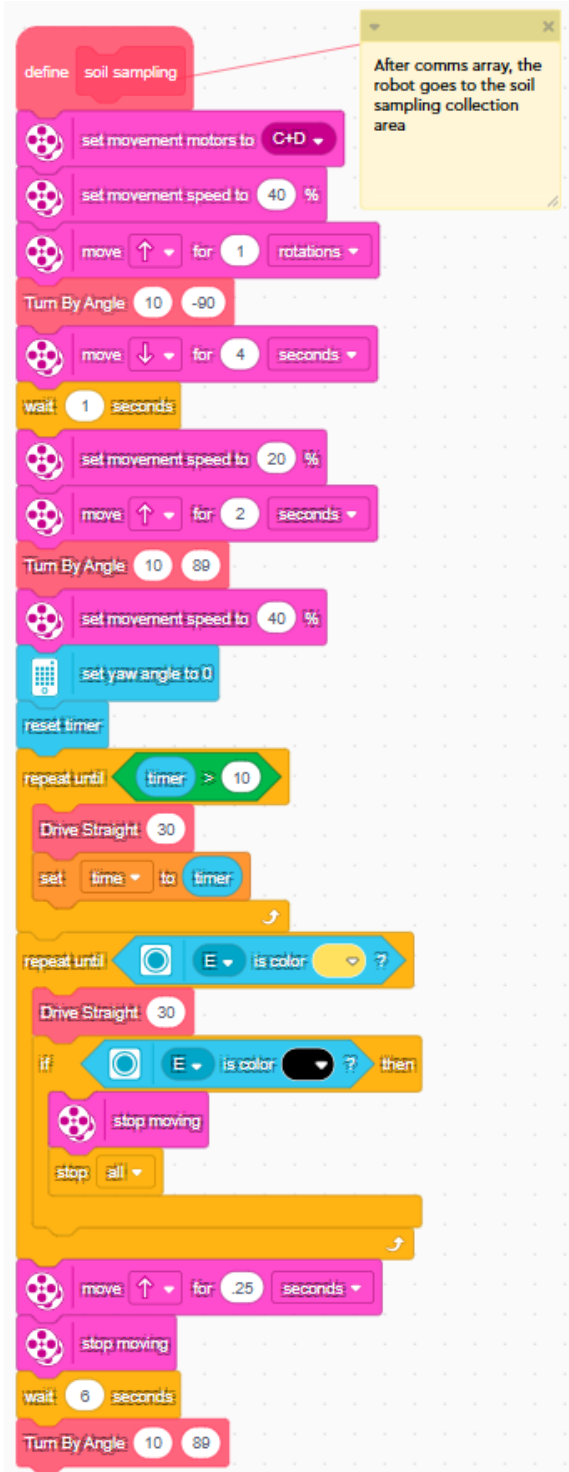 define soil sampling
After comms array, the
robot goes to the soil
sampling collection
area
set movement motors to C+D
set movement speed to 40 %
move for 1 rotations
Turn By Angle 10 -90
move for 4 seconds
wait 1 seconds
set movement speed to 20 %
move for 2 seconds
Turn By Angle 10 89
set movement speed to 40 %
set yaw angle to 0
reset timer
repeat until timer > 10
Drive Straight 30
set time to timer
repeat until E is color ?
Drive Straight 30
if E is color ? then
stop moving
stop all
move for .25 seconds
stop moving
wait 6 seconds
Turn By Angle 10 89